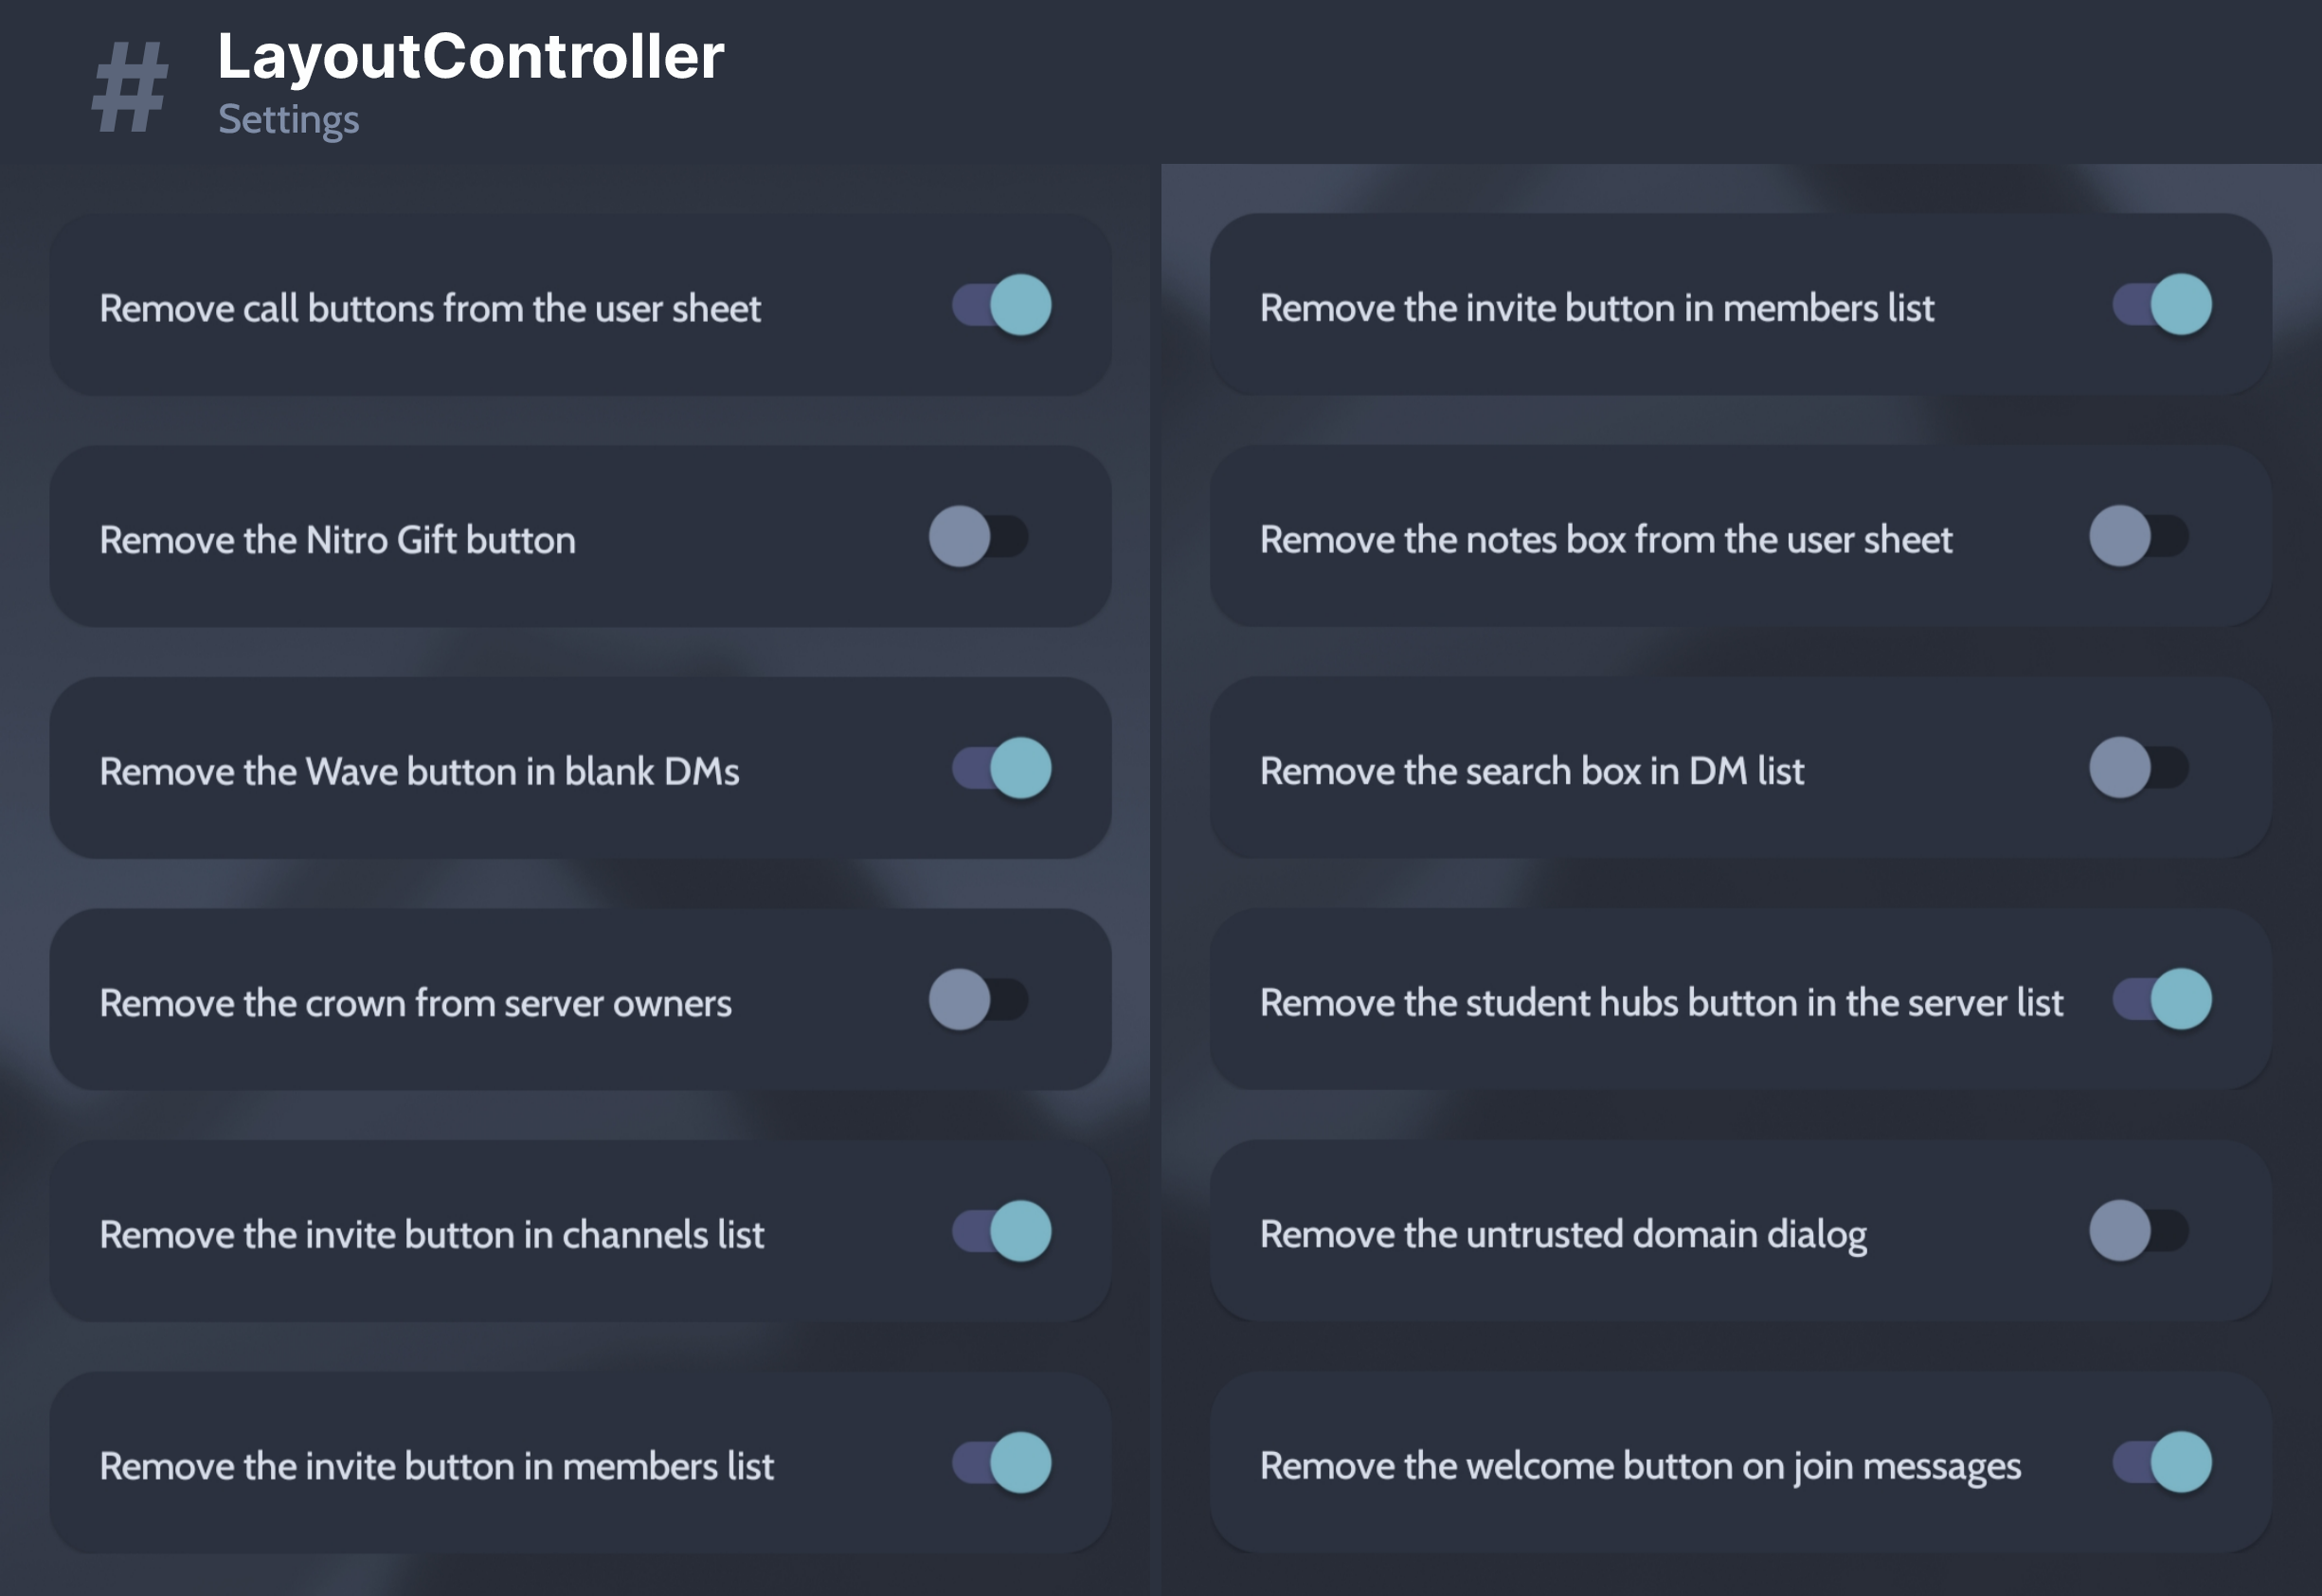 #
LayoutController
Settings
Remove call buttons from the user sheet
Remove the Nitro Gift button
Remove the Wave button in blank DMs
Remove the crown from server owners
Remove the invite button in channels list
Remove the invite button in members list
Remove the invite button in members list
Remove the notes box from the user sheet
Remove the search box in DM list
Remove the student hubs button in the server list
Remove the untrusted domain dialog
Remove the welcome button on join messages